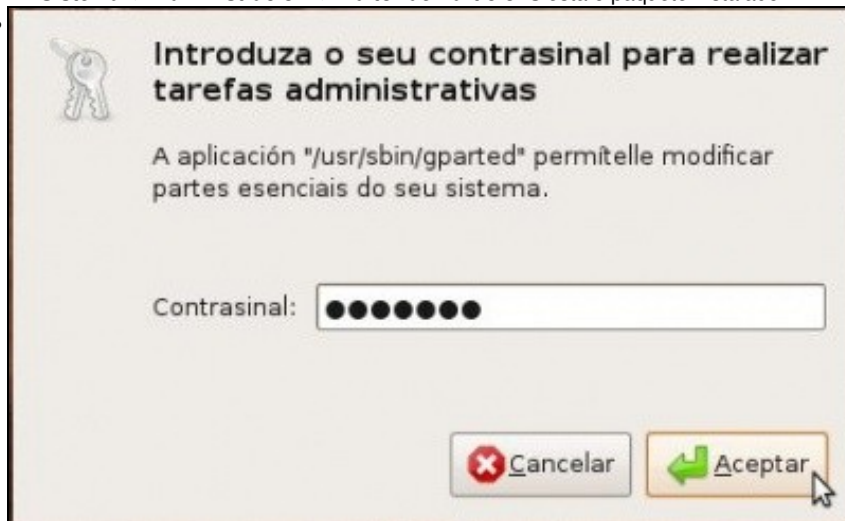 Introduza o seu contrasinal para realizar
tarefas administrativas
A aplicación "/usr/sbin/gparted" permítelle modificar
partes esenciais do seu sistema.
Contrasinal: ●●●●●●●
Cancelar
Aceptar